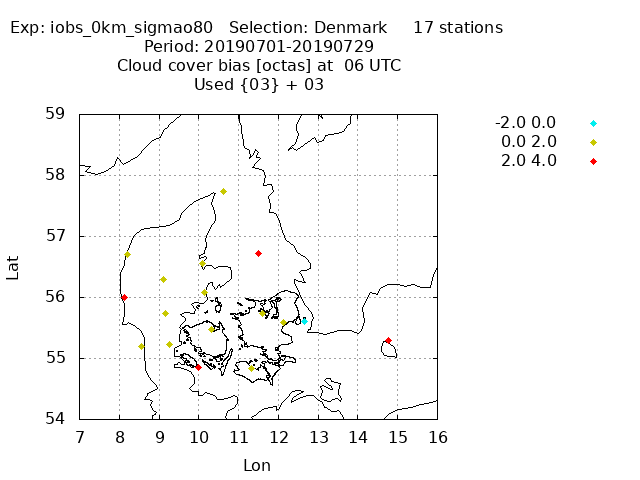 Exp: iobs_0km_sigmao80   Selection: Denmark     17 stations
Period: 20190701-20190729
Cloud cover bias [octas] at  06 UTC
Used {03} + 03
-2.0 0.0
0.0 2.0
2.0 4.0
59
58
57
56
55
54
Lat
7 8 9 10 11 12 13 14 15 16
Lon